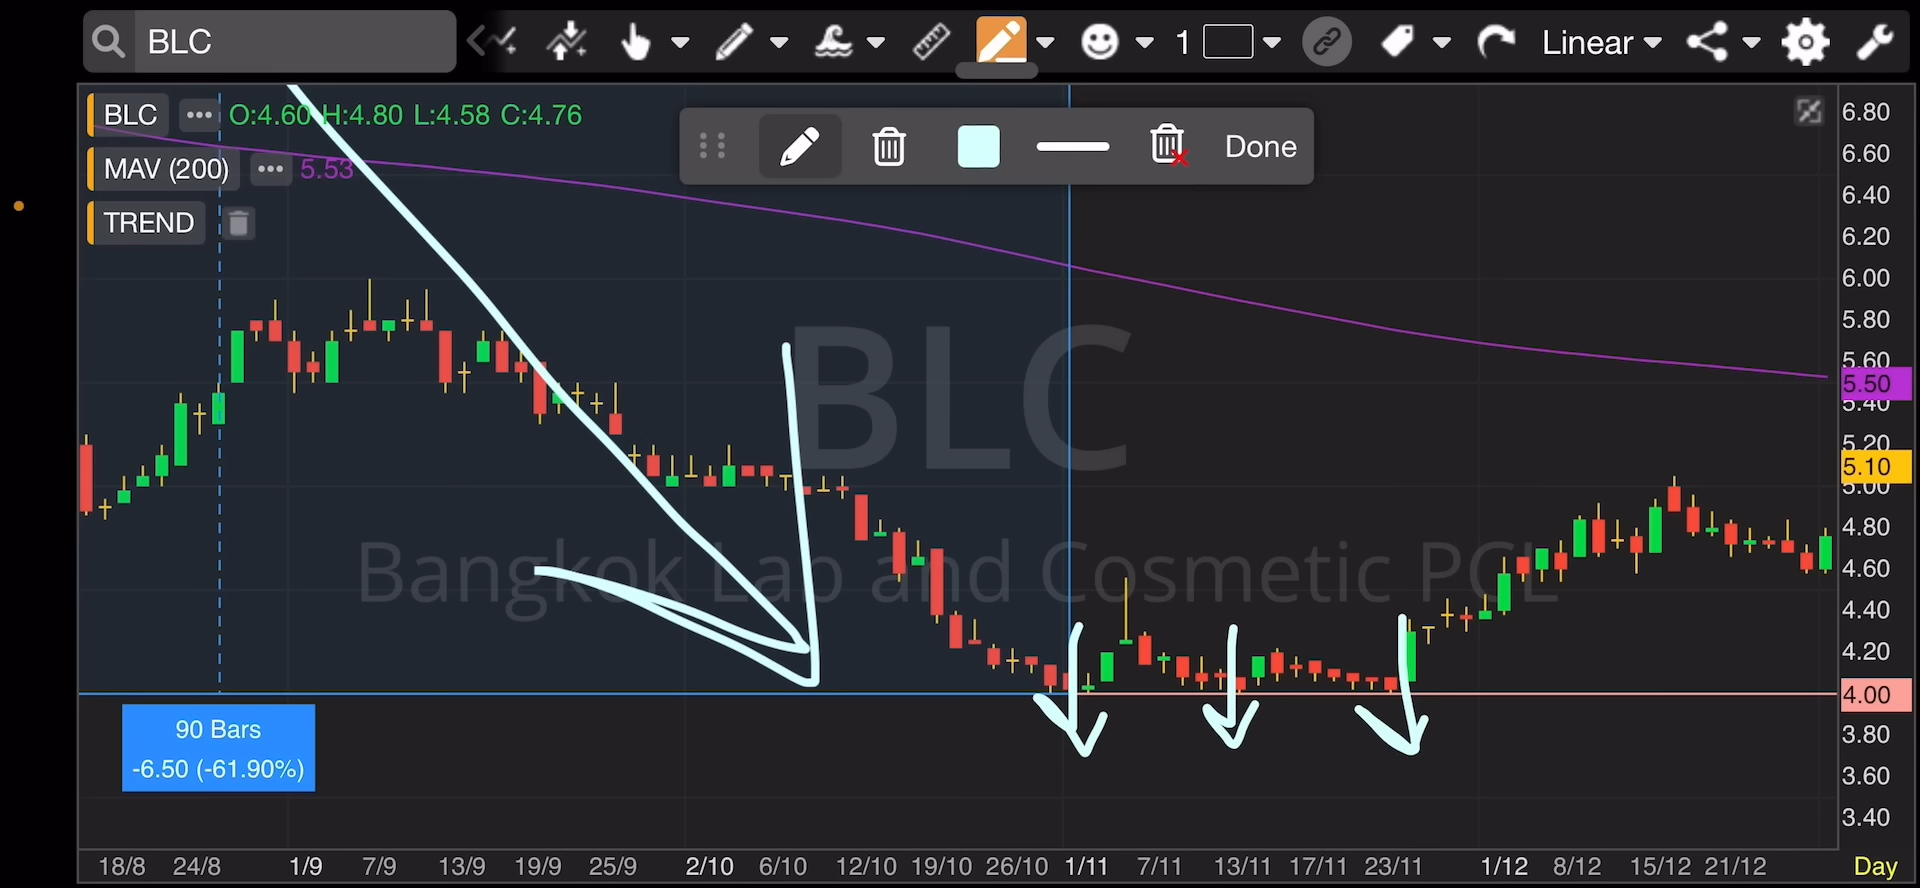 BLC
1
Linear
BLC ••• O:4.60 H:4.80 L:4.58 C:4.76
MAV (200) ••• 5.53
TREND
Done
BLC
Bangkok Lab and Cosmetic PCL
90 Bars
-6.50 (-61.90%)
6.80
6.60
6.40
6.20
6.00
5.80
5.60
5.50
5.40
5.20
5.10
5.00
4.80
4.60
4.40
4.20
4.00
3.80
3.60
3.40
18/8 24/8 1/9 7/9 13/9 19/9 25/9 2/10 6/10 12/10 19/10 26/10 1/11 7/11 13/11 17/11 23/11 1/12 8/12 15/12 21/12 Day